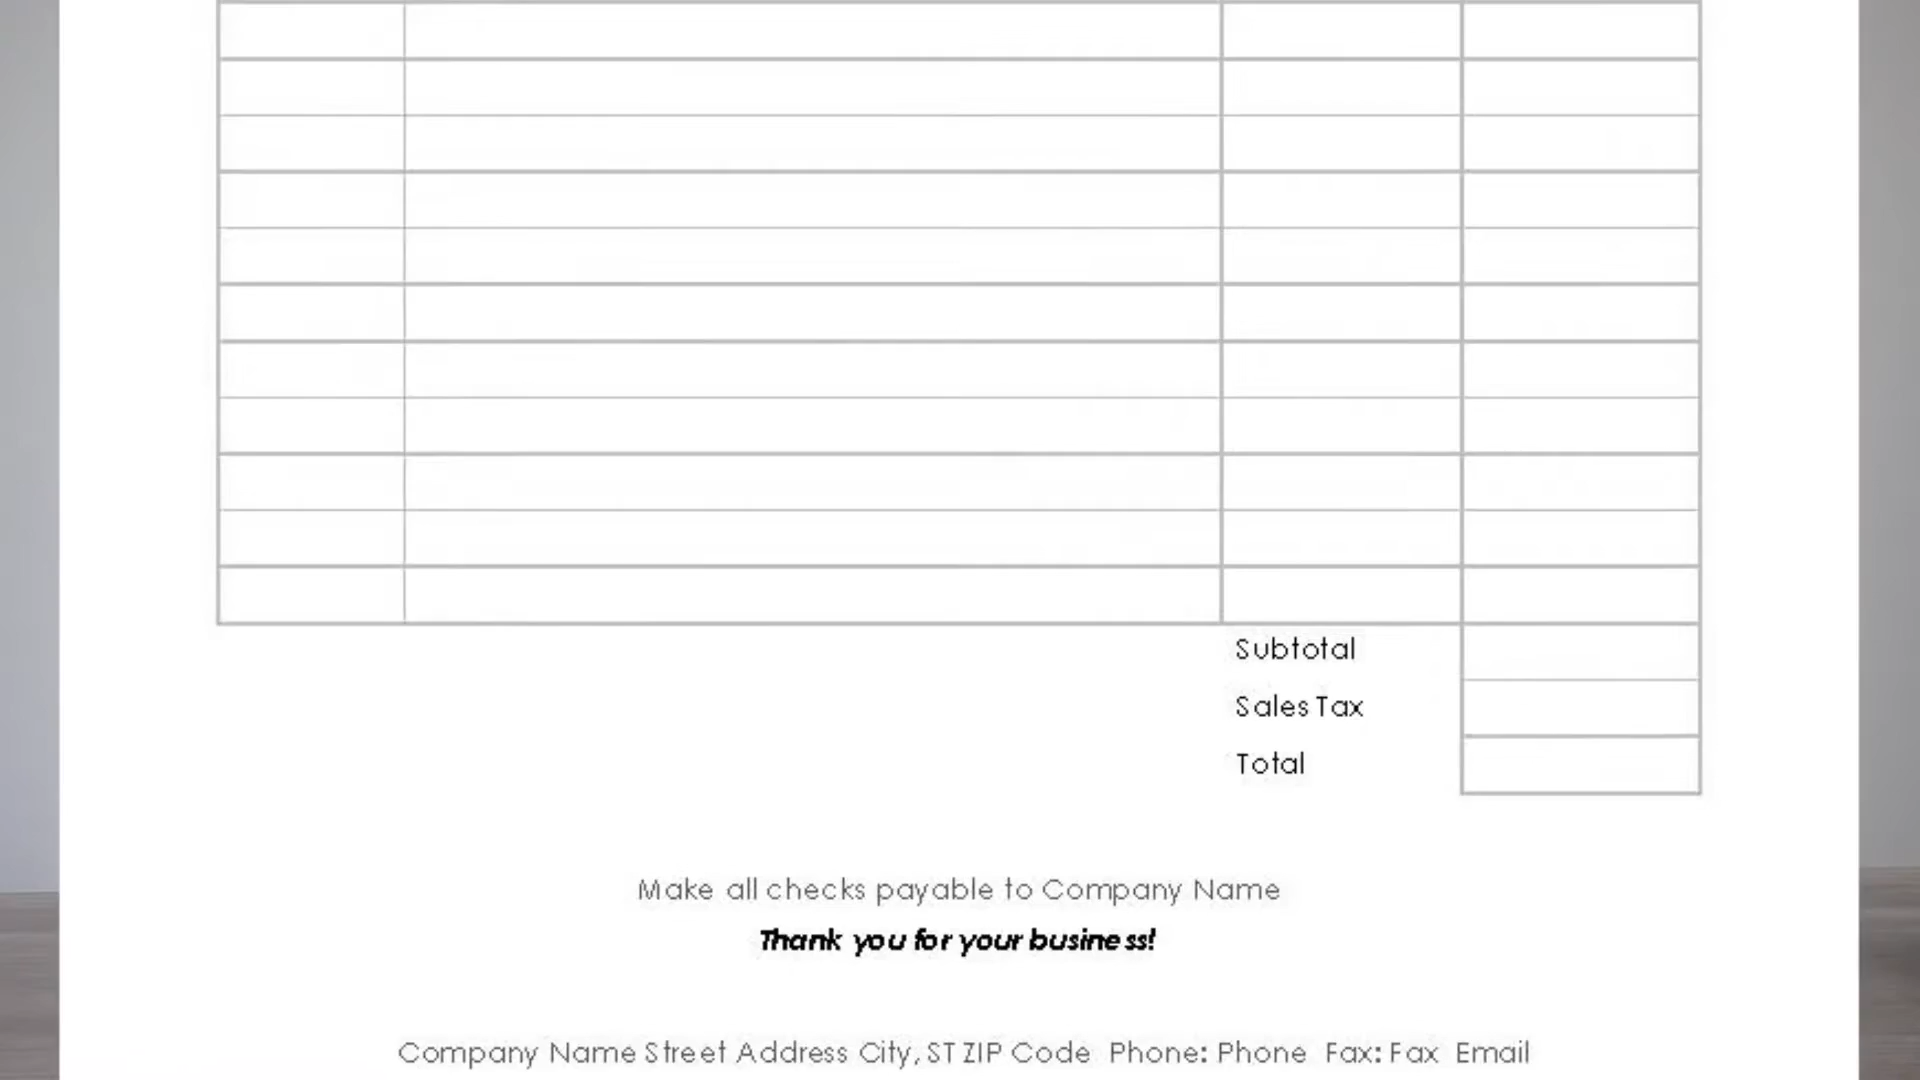 Subtotal
Sales Tax
Total
Make all checks payable to Company Name
Thank you for your business!
Company Name Street Address City, ST ZIP Code Phone: Phone Fax: Fax Email